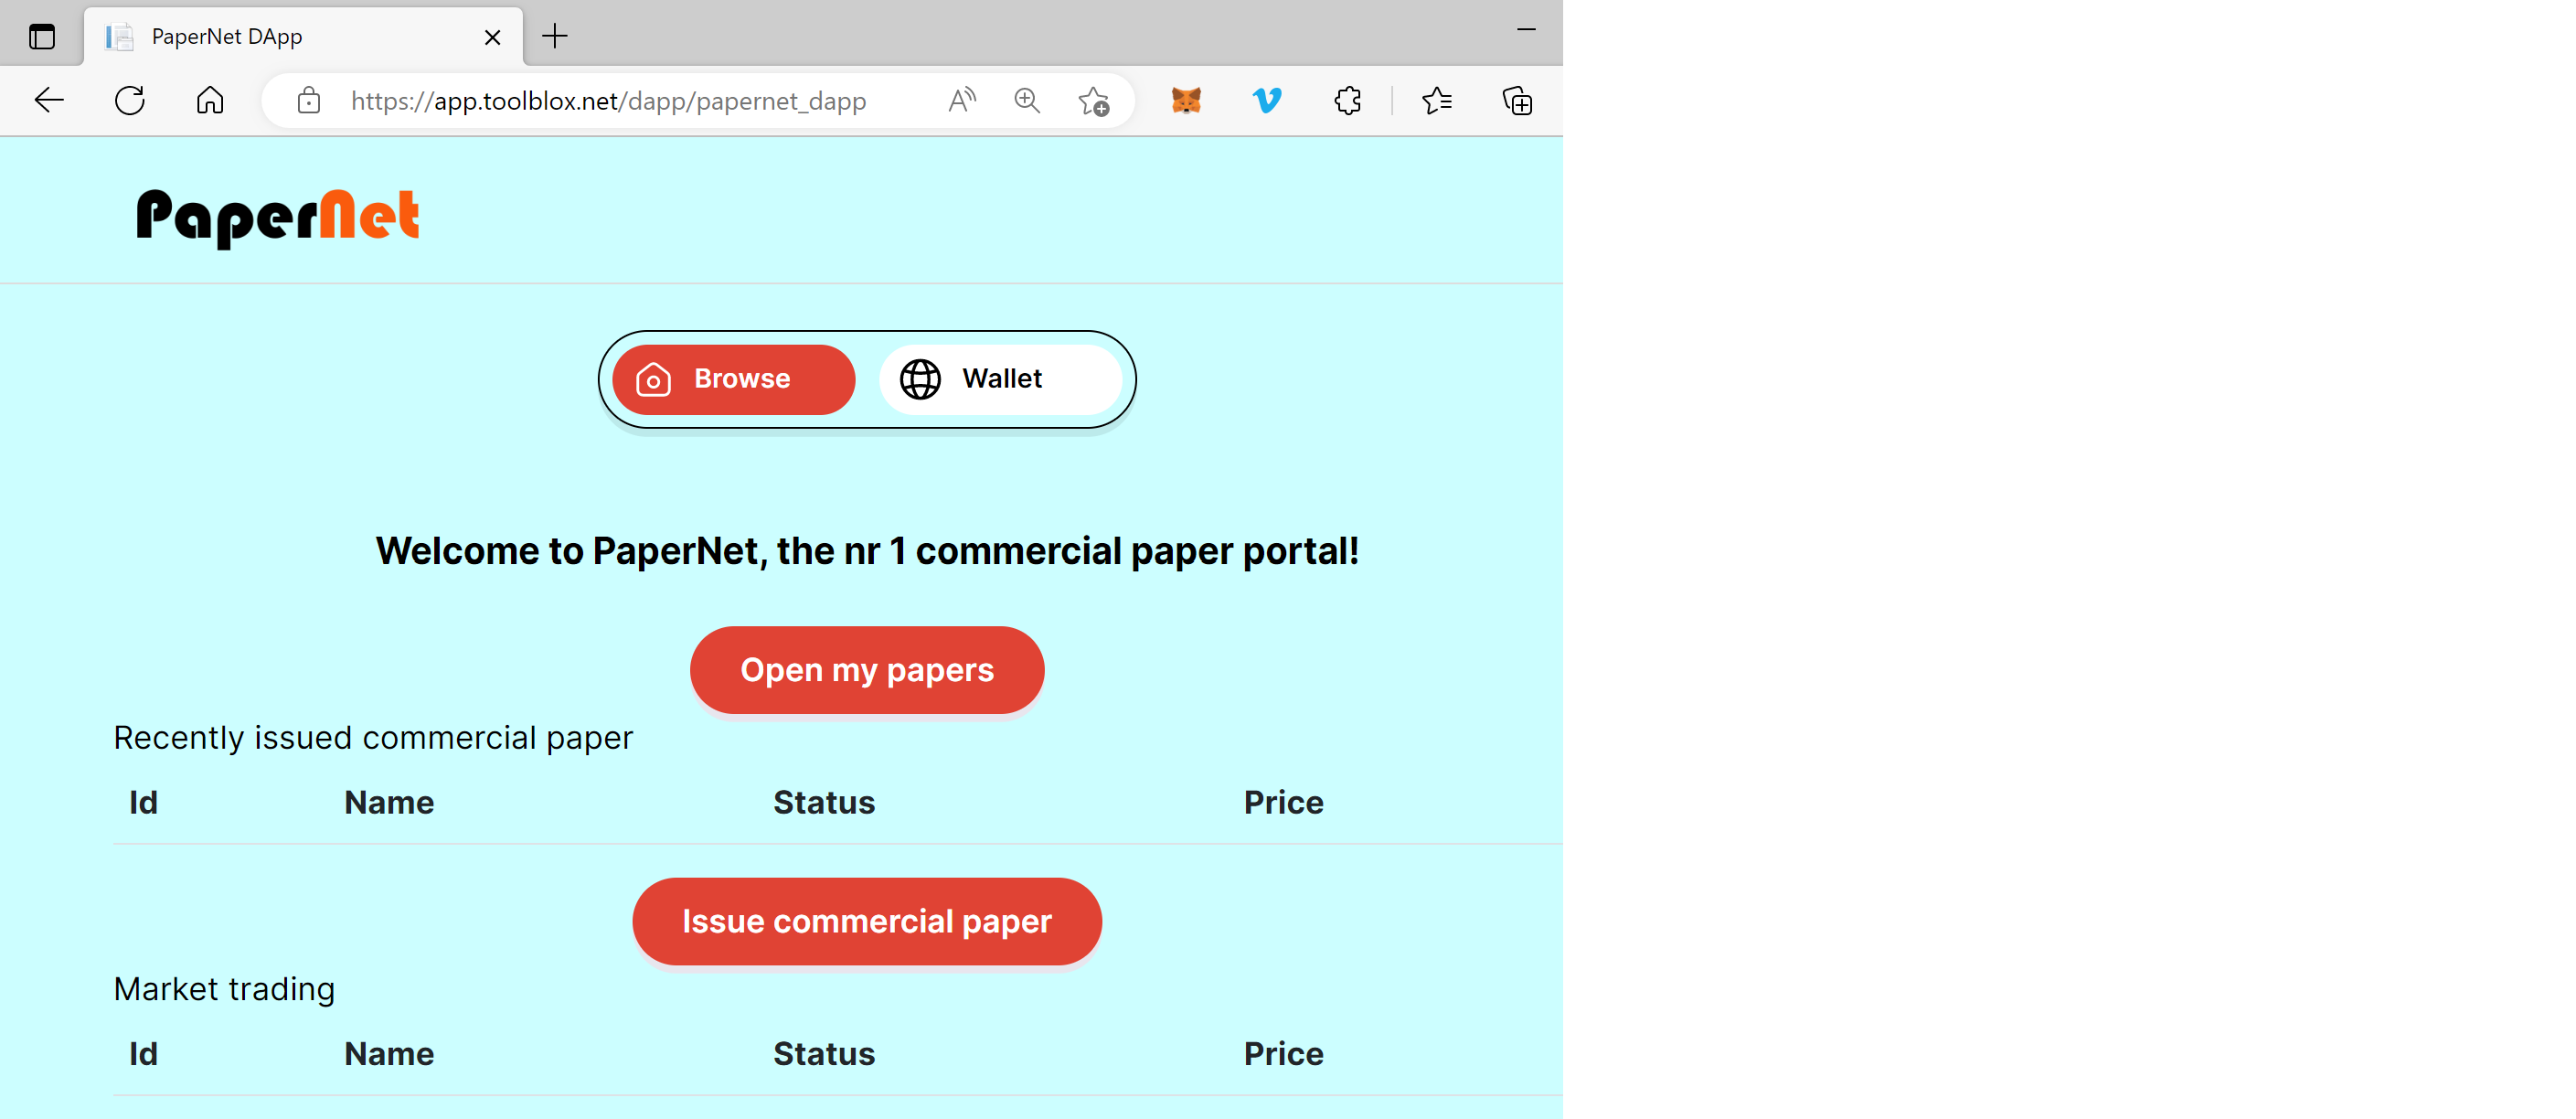 PaperNet DApp
https://app.toolblox.net/dapp/papernet_dapp
PaperNet
Browse Wallet
Welcome to PaperNet, the nr 1 commercial paper portal!
Open my papers
Recently issued commercial paper
Id Name Status Price
Issue commercial paper
Market trading
Id Name Status Price